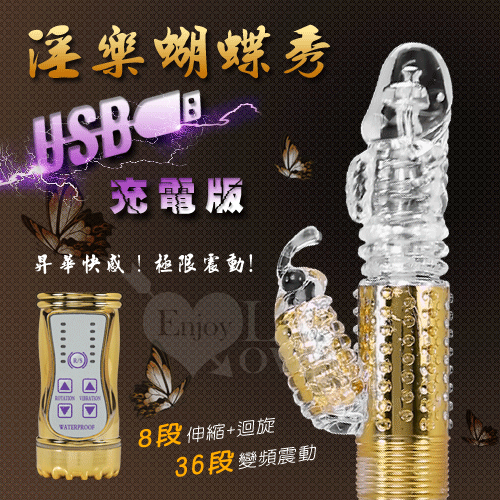 淫樂蝴蝶秀
USB
充電版
昇華快感！極限震動!
Enjoy
Love
R/S
ROTATION VIBRATION
WATERPROOF
8段伸縮+迴旋
36段變頻震動